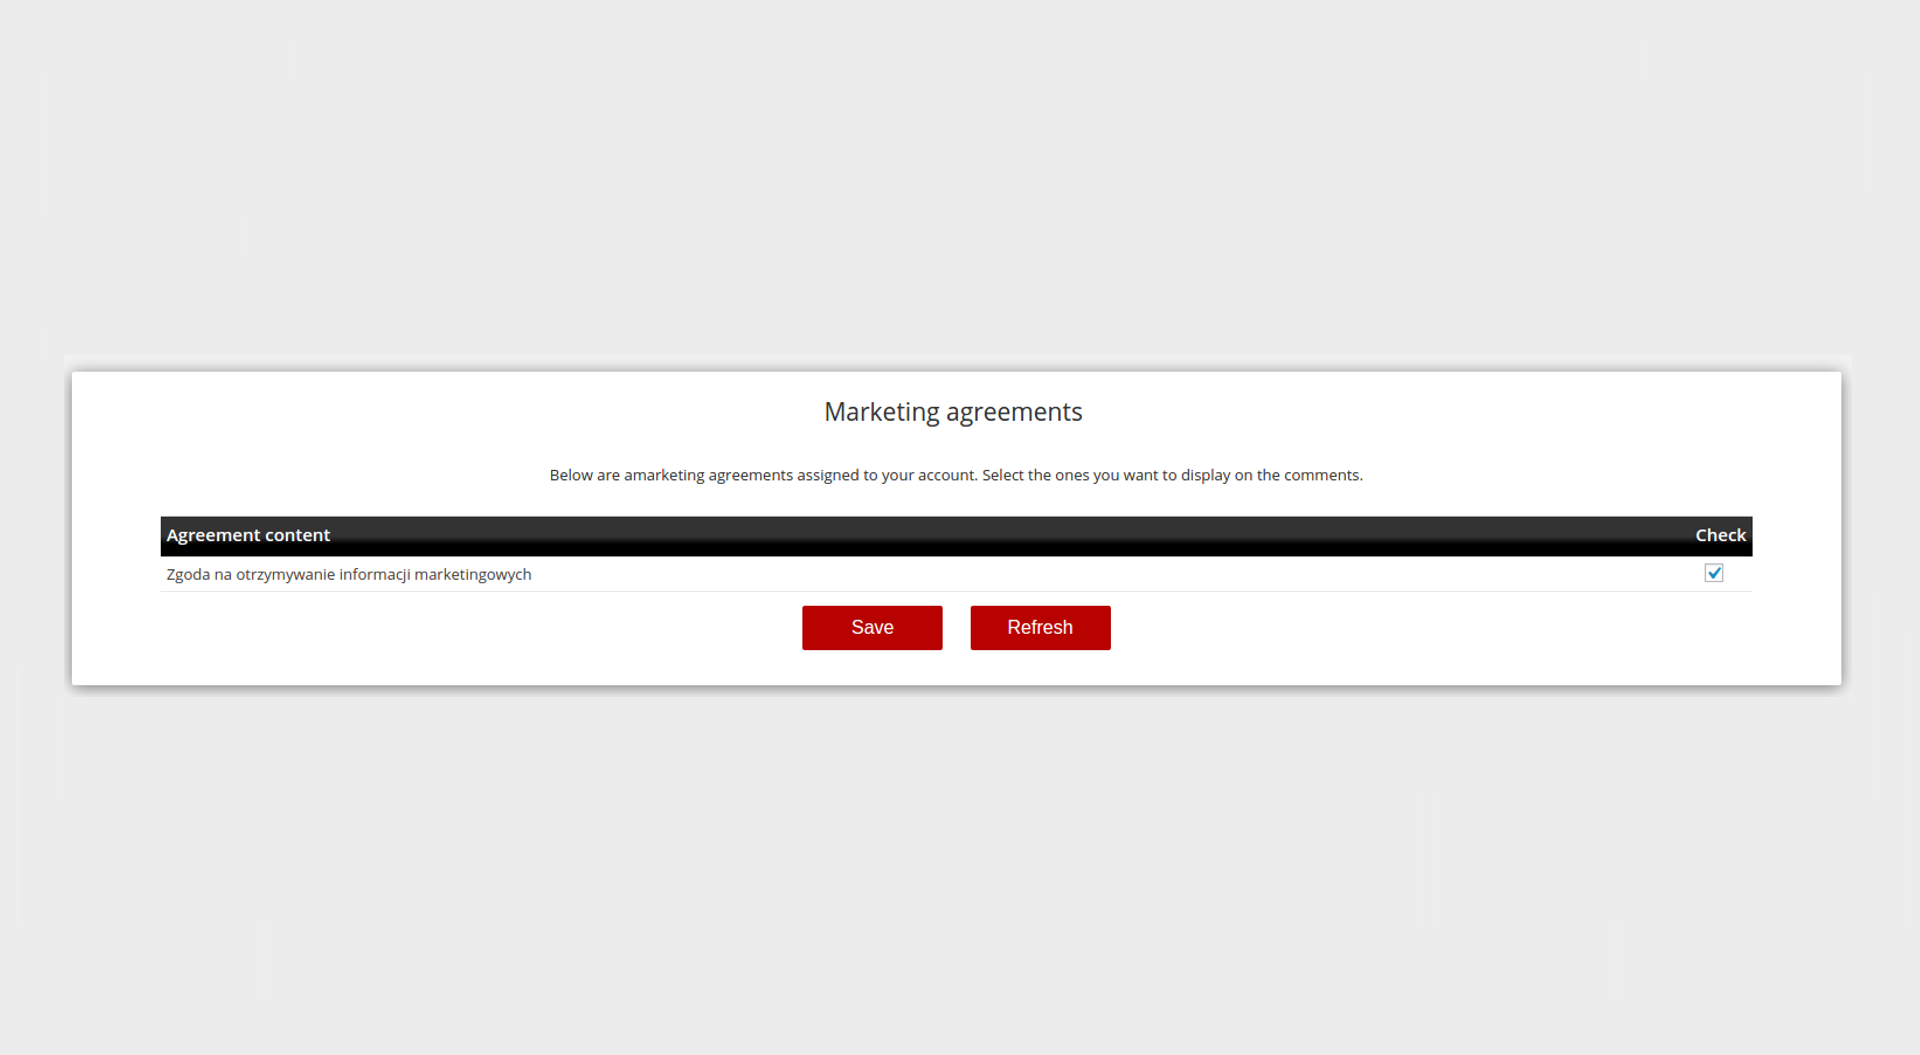 Marketing agreements
Below are amarketing agreements assigned to your account. Select the ones you want to display on the comments.
Agreement content Check
Zgoda na otrzymywanie informacji marketingowych
Save Refresh